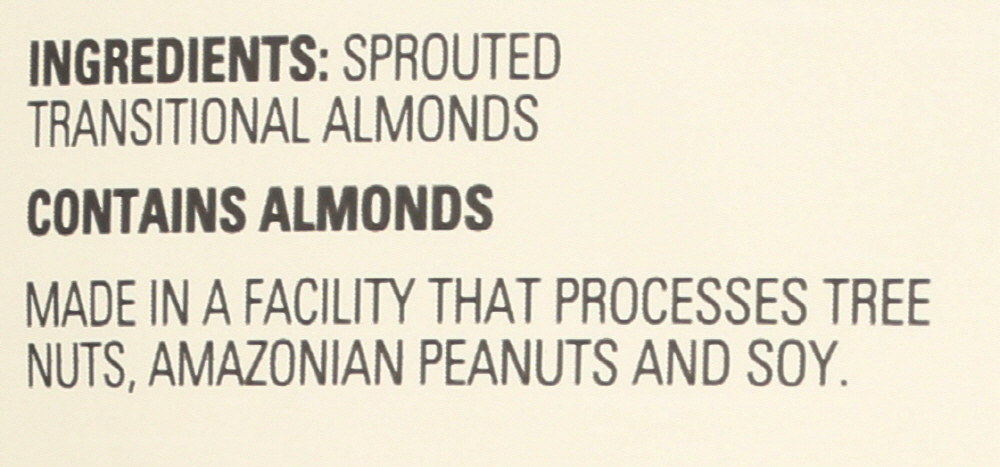 INGREDIENTS: SPROUTED
TRANSITIONAL ALMONDS
CONTAINS ALMONDS
MADE IN A FACILITY THAT PROCESSES TREE
NUTS, AMAZONIAN PEANUTS AND SOY.